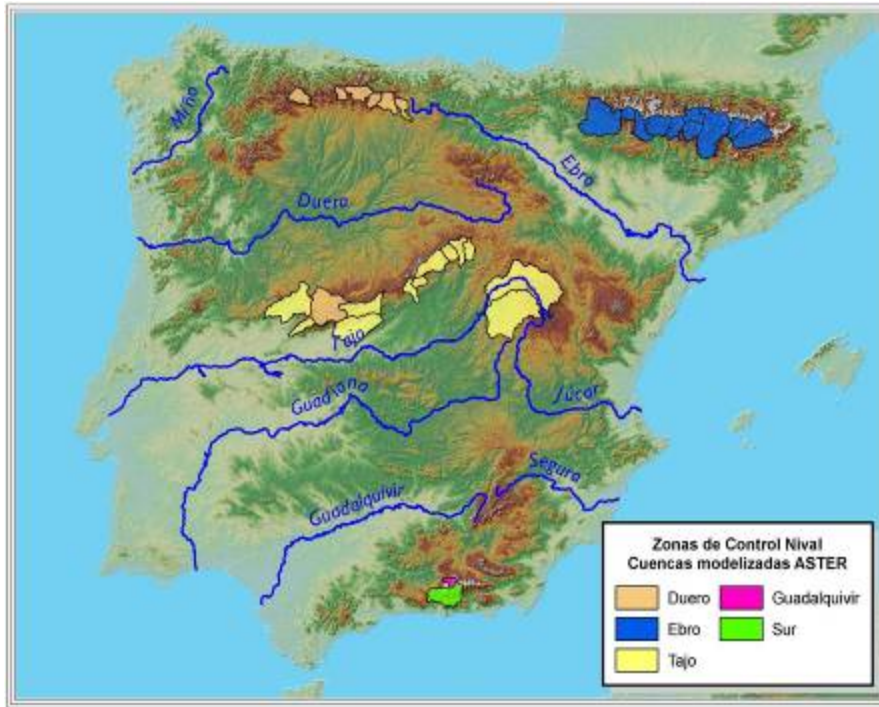 Miño
Ebro
Duero
Tajo
Guadiana
Júcar
Segura
Guadalquivir
Zonas de Control Nival
Cuencas modelizadas ASTER
Duero
Guadalquivir
Ebro
Sur
Tajo